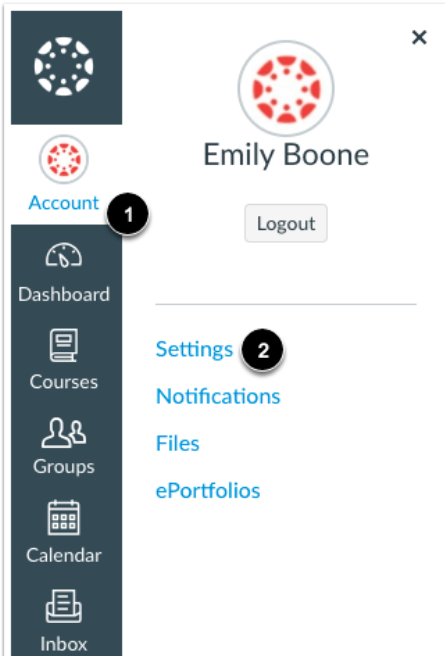 ×
Emily Boone
Logout
Account
1
Dashboard
Courses
Groups
Calendar
Inbox
Settings
2
Notifications
Files
ePortfolios